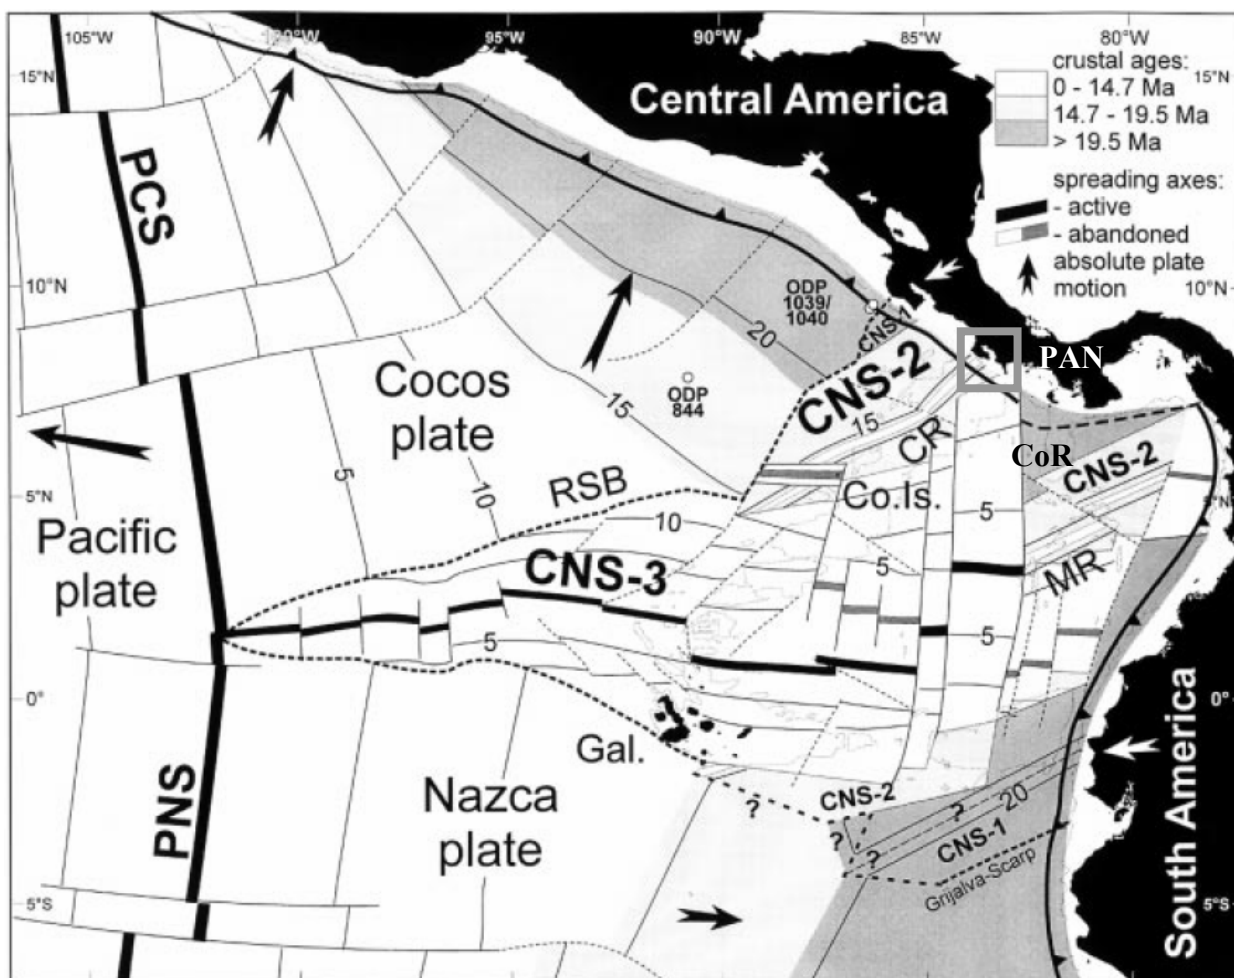 105°W
100°W
95°W
90°W
85°W
80°W
15°N
crustal ages:
15°N
0 - 14.7 Ma
14.7 - 19.5 Ma
> 19.5 Ma
Central America
PCS
spreading axes:
- active
- abandoned
absolute plate
motion
10°N
10°N
ODP
1039/
1040
CNS-1
20
PAN
CNS-2
Cocos
plate
ODP
844
15
15
CR
CoR
CNS-2
5
RSB
10
Co.Is.
5
5°N
5°N
10
Pacific
plate
CNS-3
5
MR
5
5
0°
0°
Gal.
South America
PNS
Nazca
plate
CNS-2
?
20
?
?
?
CNS-1
Grijalva-Scarp
5°S
5°S